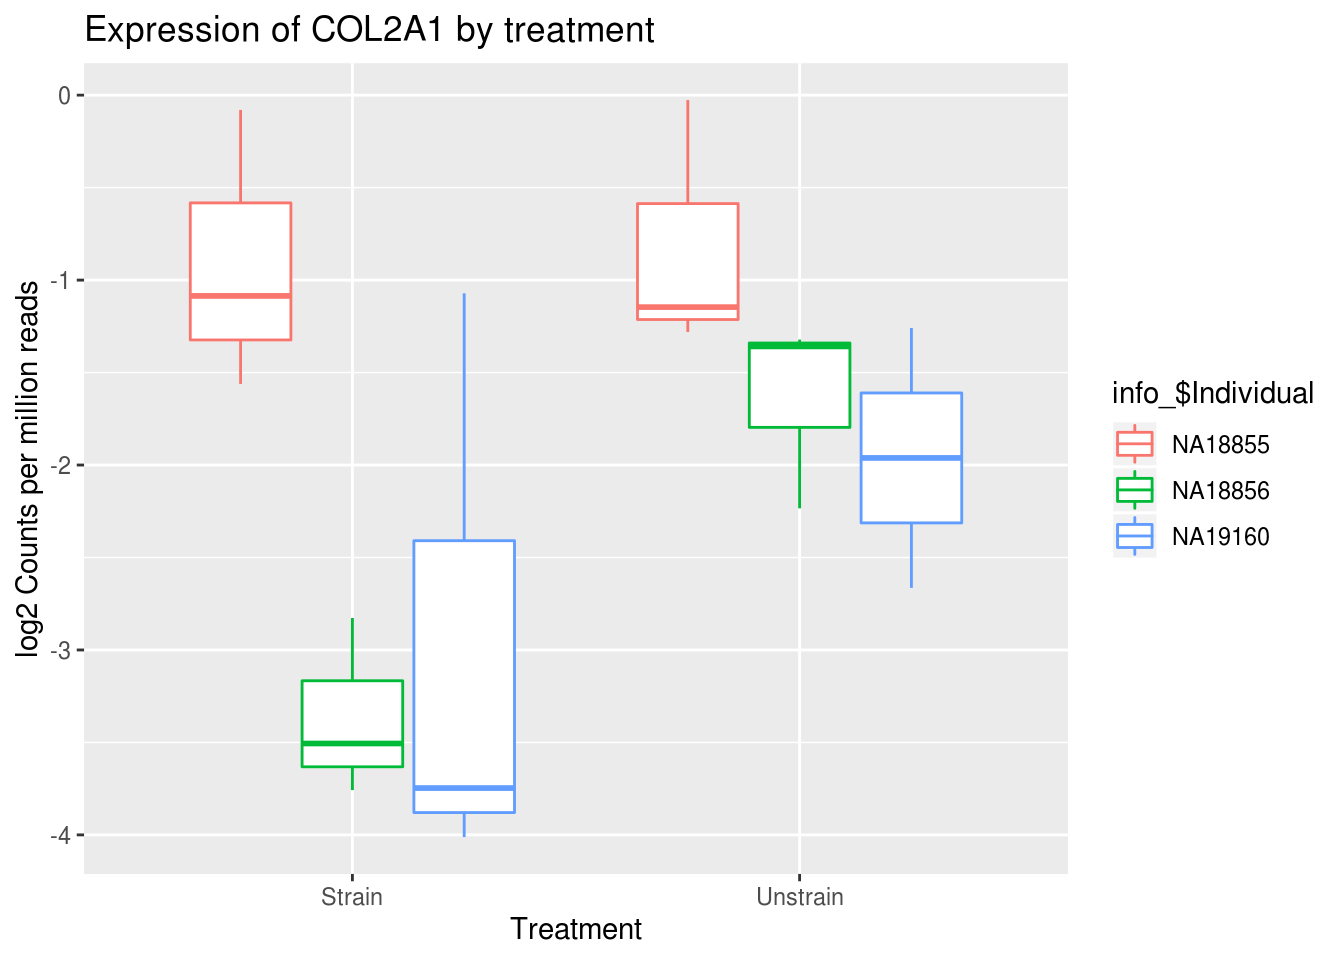 Expression of COL2A1 by treatment
log2 Counts per million reads
0
-1
-2
-3
-4
Strain
Unstrain
Treatment
info_$Individual
NA18855
NA18856
NA19160